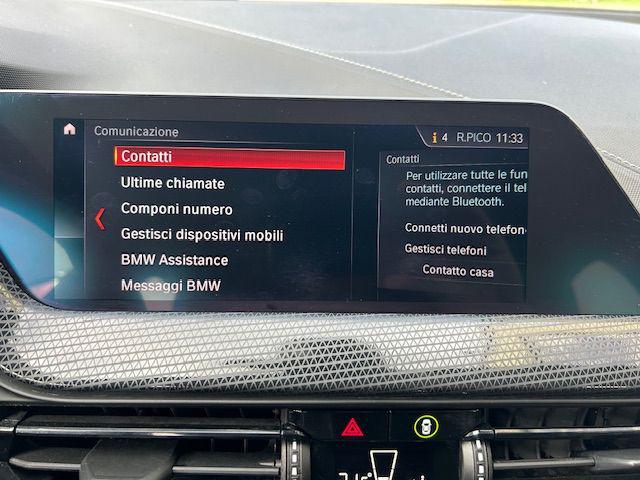 Comunicazione
i 4 R.PICO 11:33
Contatti
Ultime chiamate
Componi numero
Gestisci dispositivi mobili
BMW Assistance
Messaggi BMW
Contatti
Per utilizzare tutte le fun
contatti, connettere il tel
mediante Bluetooth.
Connetti nuovo telefon
Gestisci telefoni
Contatto casa